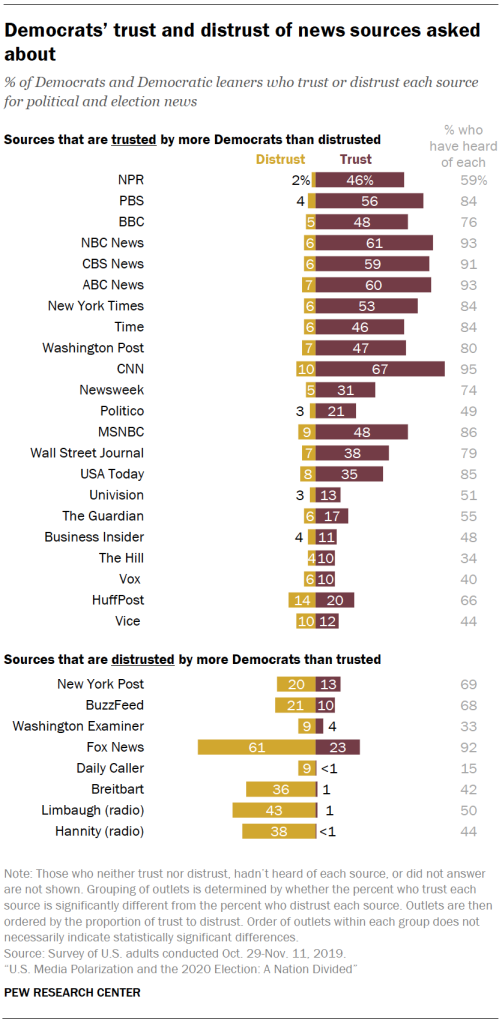 Democrats' trust and distrust of news sources asked
about
% of Democrats and Democratic leaners who trust or distrust each source
for political and election news
% who
have heard
of each
Sources that are trusted by more Democrats than distrusted
Distrust Trust
NPR 2% 46% 59%
PBS 4 56 84
BBC 5 48 76
NBC News 6 61 93
CBS News 6 59 91
ABC News 7 60 93
New York Times 6 53 84
Time 6 46 84
Washington Post 7 47 80
CNN 10 67 95
Newsweek 5 31 74
Politico 3 21 49
MSNBC 9 48 86
Wall Street Journal 7 38 79
USA Today 8 35 85
Univision 3 13 51
The Guardian 6 17 55
Business Insider 4 11 48
The Hill 4 10 34
Vox 6 10 40
HuffPost 14 20 66
Vice 10 12 44
Sources that are distrusted by more Democrats than trusted
New York Post 20 13 69
BuzzFeed 21 10 68
Washington Examiner 9 4 33
Fox News 61 23 92
Daily Caller 9 <1 15
Breitbart 36 1 42
Limbaugh (radio) 43 1 50
Hannity (radio) 38 <1 44
Note: Those who neither trust nor distrust, hadn't heard of each source, or did not answer
are not shown. Grouping of outlets is determined by whether the percent who trust each
source is significantly different from the percent who distrust each source. Outlets are then
ordered by the proportion of trust to distrust. Order of outlets within each group does not
necessarily indicate statistically significant differences.
Source: Survey of U.S. adults conducted Oct. 29-Nov. 11, 2019.
"U.S. Media Polarization and the 2020 Election: A Nation Divided"
PEW RESEARCH CENTER